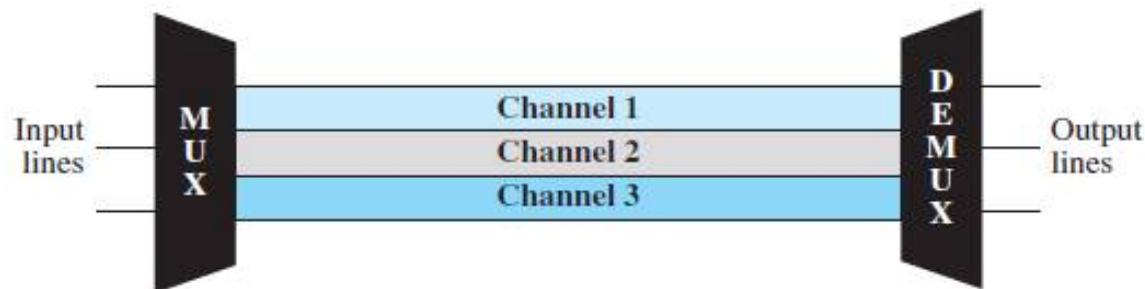 Input
lines
MUX
Channel 1
Channel 2
Channel 3
DEMUX
Output
lines